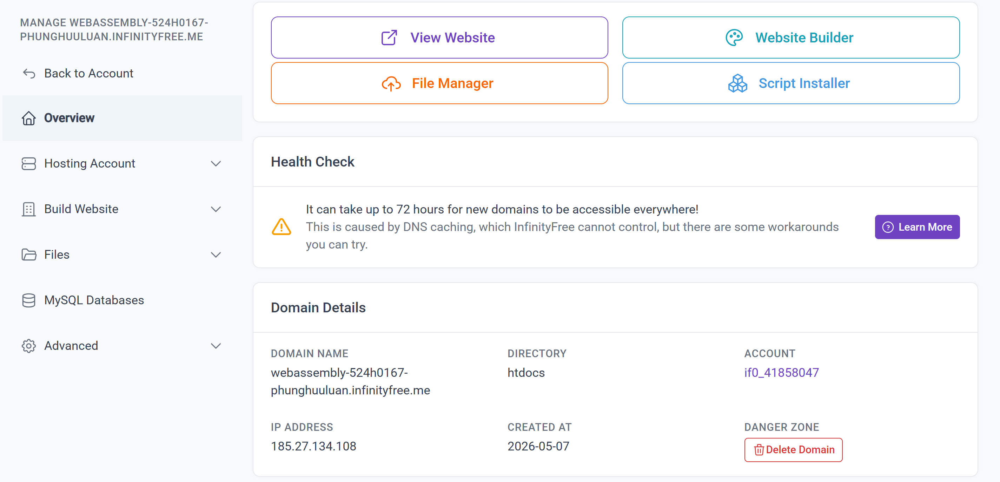 MANAGE WEBASSEMBLY-524H0167-
PHUNGHUULUAN.INFINITYFREE.ME
Back to Account
Overview
Hosting Account
Build Website
Files
MySQL Databases
Advanced
View Website
Website Builder
File Manager
Script Installer
Health Check
It can take up to 72 hours for new domains to be accessible everywhere!
This is caused by DNS caching, which InfinityFree cannot control, but there are some workarounds
you can try.
Learn More
Domain Details
DOMAIN NAME
webassembly-524h0167-
phunghuuluan.infinityfree.me
DIRECTORY
htdocs
ACCOUNT
if0_41858047
IP ADDRESS
185.27.134.108
CREATED AT
2026-05-07
DANGER ZONE
Delete Domain